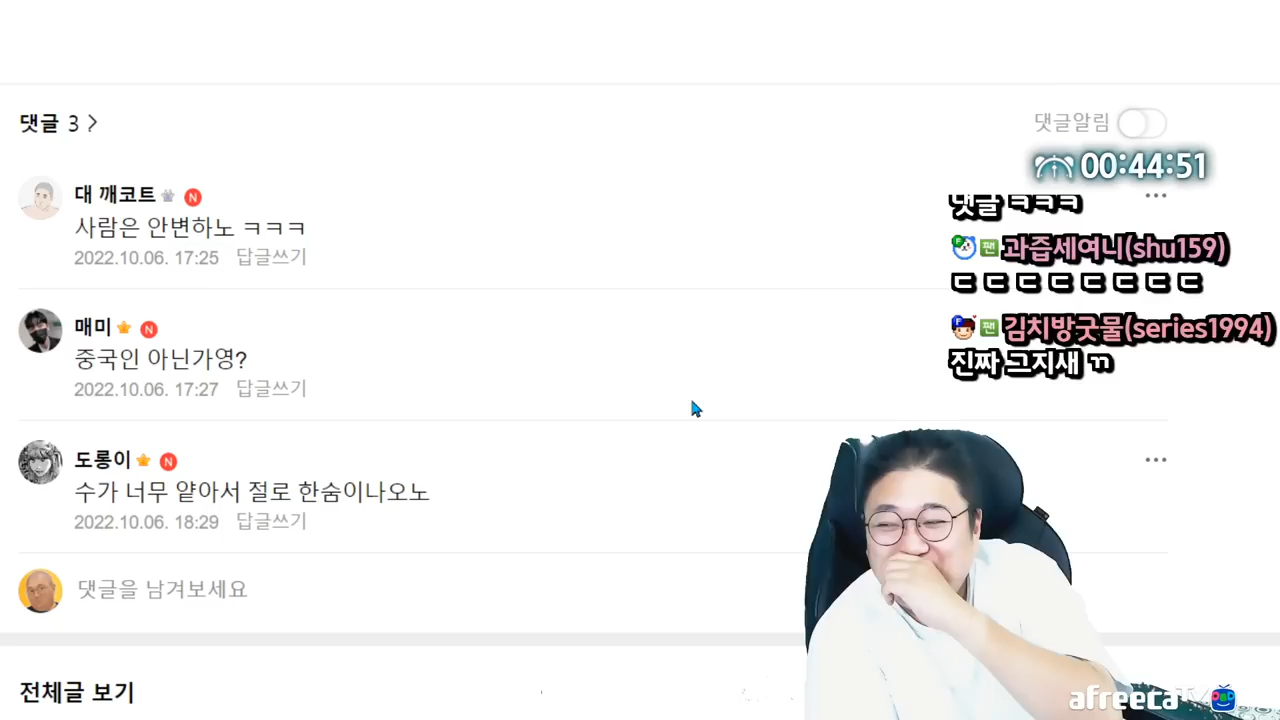 댓글 3 >
댓글알림
00:44:51
대 깨코트 N
사람은 안변하노 ㅋㅋㅋ
2022.10.06. 17:25 답글쓰기
댓글 ㅋㅋㅋ
F 팬 과즙세여니(shu159)
ㄷㄷㄷㄷㄷㄷㄷㄷ
매미 N
중국인 아닌가영?
2022.10.06. 17:27 답글쓰기
F 팬 김치방굿물(series1994)
진짜 그지새 ㄲ
도롱이 N
수가 너무 얕아서 절로 한숨이나오노
2022.10.06. 18:29 답글쓰기
댓글을 남겨보세요
전체글 보기
afreecaTV